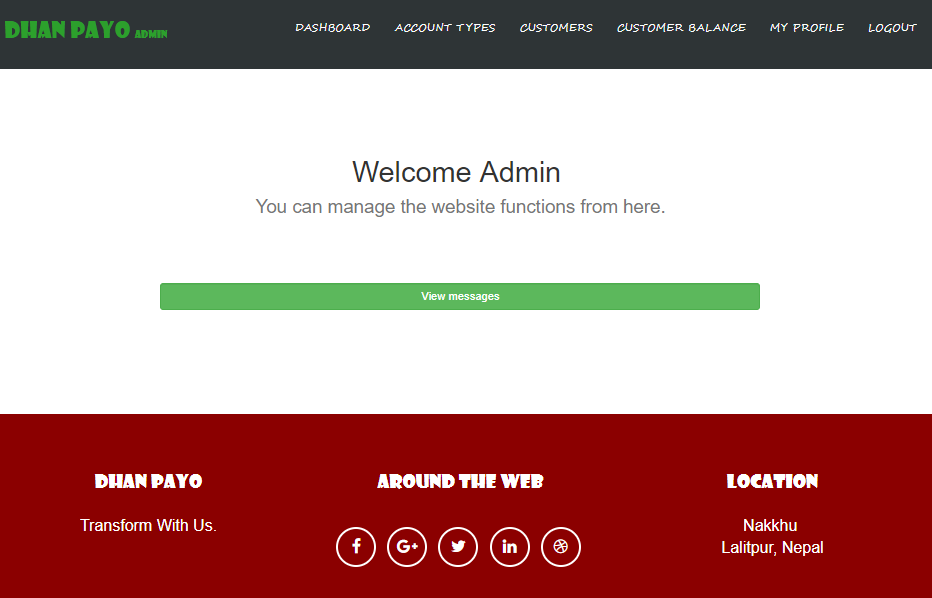 DHAN PAYO ADMIN
DASHBOARD ACCOUNT TYPES CUSTOMERS CUSTOMER BALANCE MY PROFILE LOGOUT
Welcome Admin
You can manage the website functions from here.
View messages
DHAN PAYO
Transform With Us.
AROUND THE WEB
f G+ in
LOCATION
Nakkhu
Lalitpur, Nepal